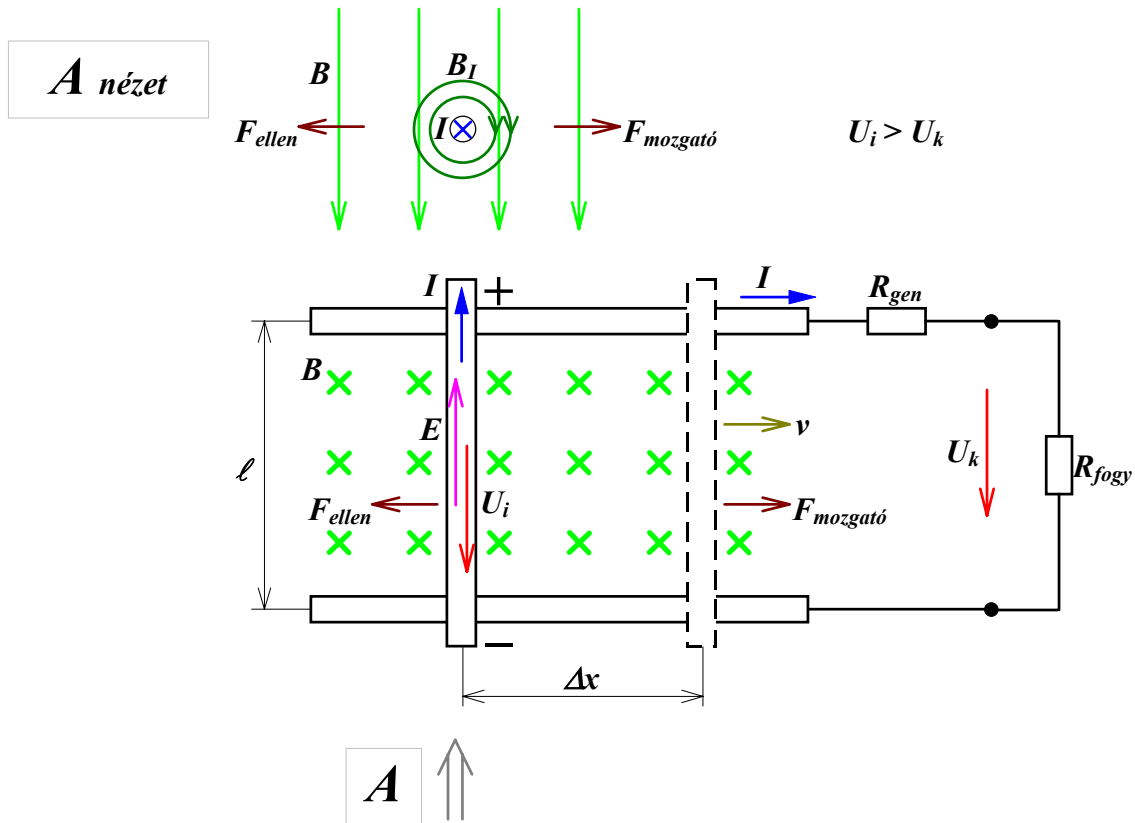 A nézet
B
B_I
F_ellen
I
F_mozgató
U_i > U_k
I
+
I
R_gen
B
E
v
ℓ
U_k
R_fogy
F_ellen
U_i
F_mozgató
−
Δx
A